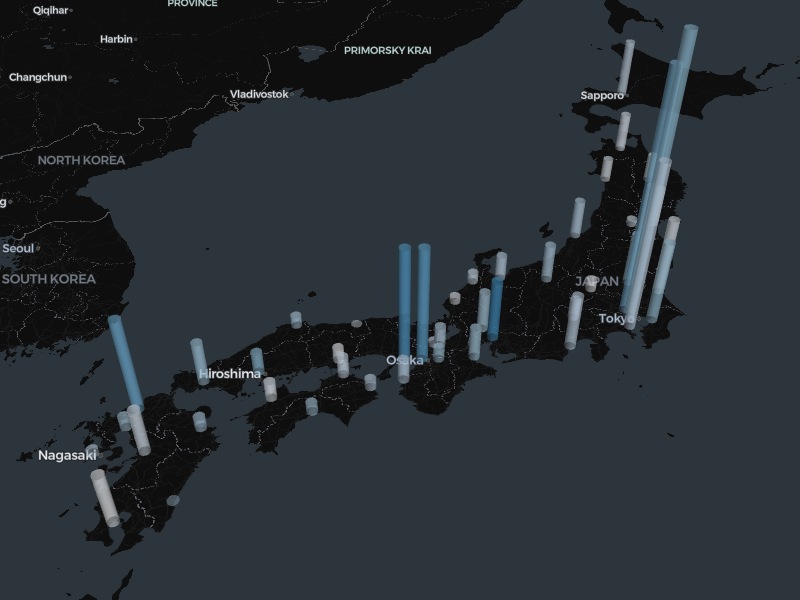 PROVINCE
Qiqihar
Harbin
PRIMORSKY KRAI
Changchun
Vladivostok
Sapporo
NORTH KOREA
g
Seoul
SOUTH KOREA
JAPAN
Tokyo
Osaka
Hiroshima
Nagasaki